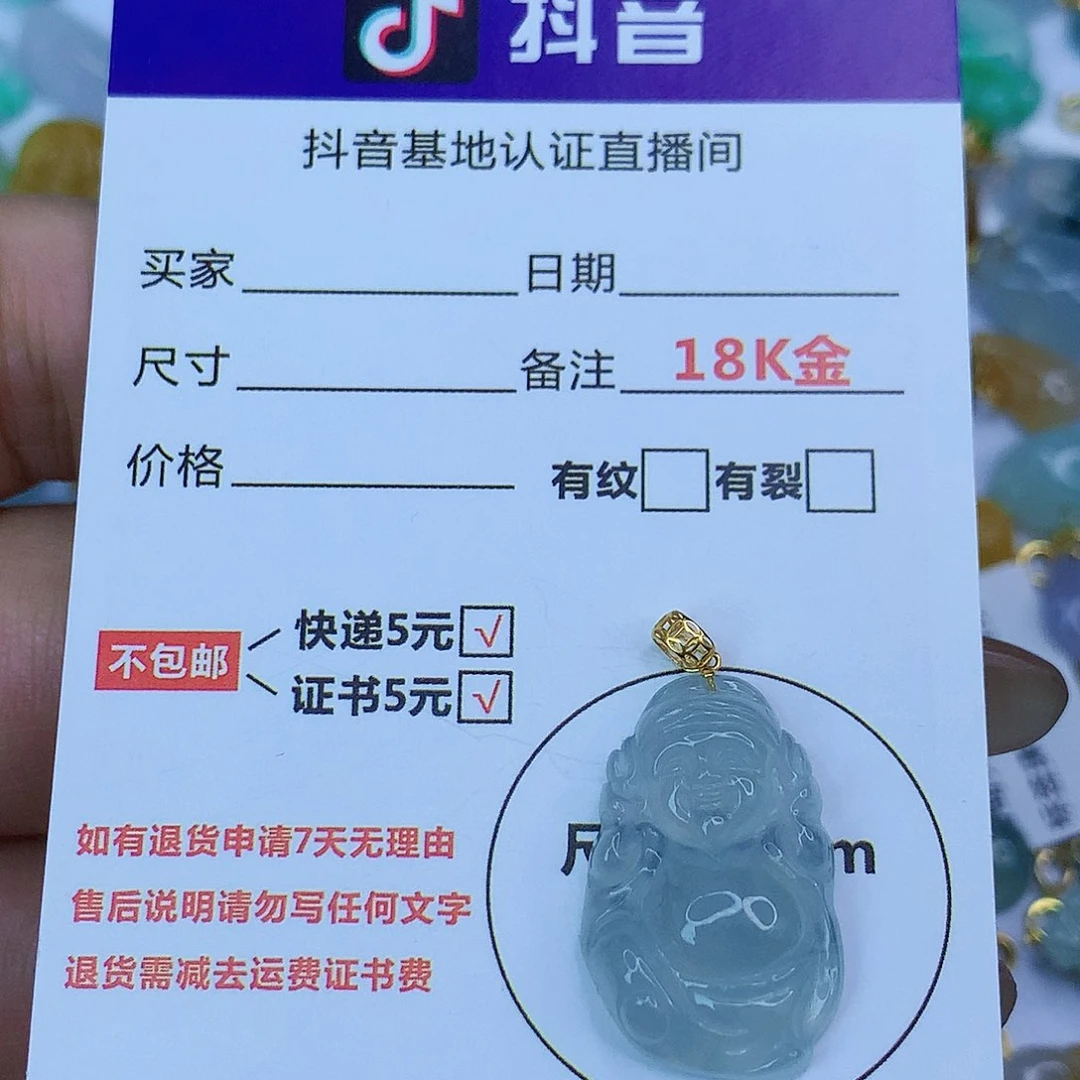 抖音
抖音基地认证直播间
买家 日期
尺寸 备注 18K金
价格 有纹 有裂
不包邮 快递5元 √
证书5元 √
如有退货申请7天无理由
售后说明请勿写任何文字
退货需减去运费证书费
m